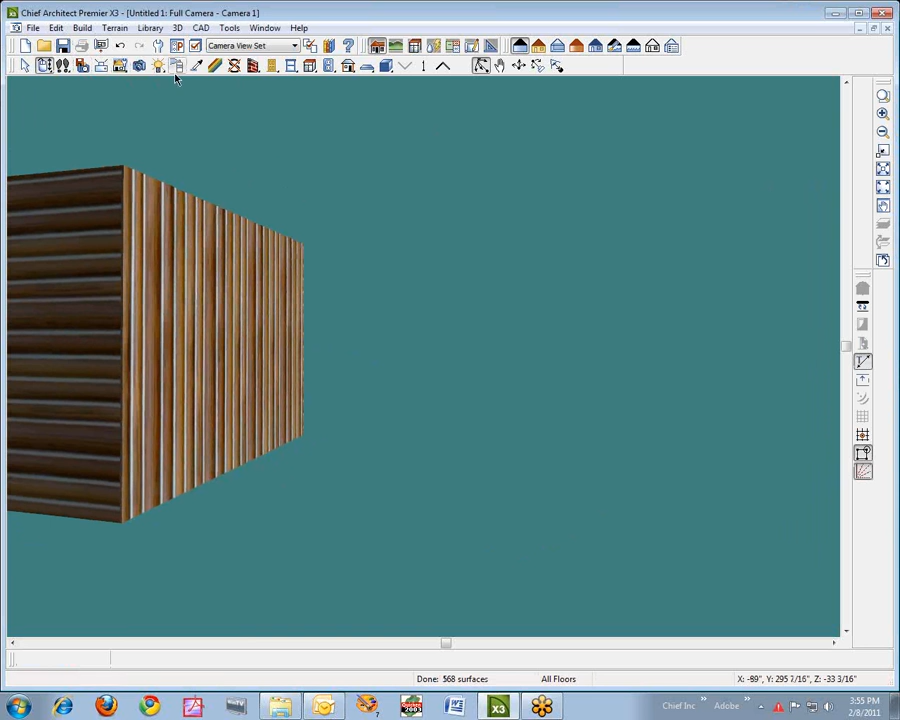 Chief Architect Premier X3 - [Untitled 1: Full Camera - Camera 1]
File Edit Build Terrain Library 3D CAD Tools Window Help
Camera View Set
Done: 568 surfaces All Floors X: -89", Y: 295 7/16", Z: -33 3/16"
Chief Inc » Adobe » 3:55 PM
2/8/2011